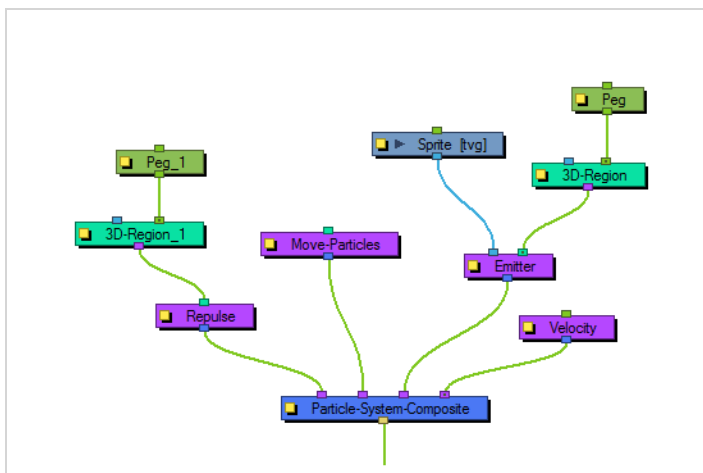 Peg
Sprite [tvg]
Peg_1
3D-Region
3D-Region_1
Move-Particles
Emitter
Repulse
Velocity
Particle-System-Composite